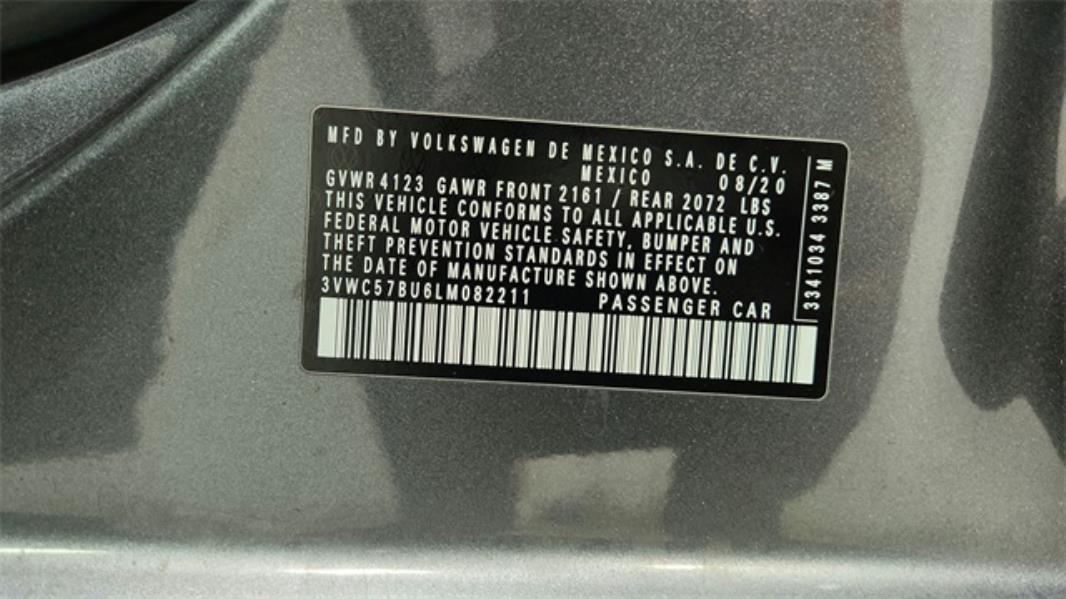 MFD BY VOLKSWAGEN DE MEXICO S.A. DE C.V.
MEXICO 08/20
GVWR 4123 GAWR FRONT 2161 / REAR 2072 LBS
THIS VEHICLE CONFORMS TO ALL APPLICABLE U.S.
FEDERAL MOTOR VEHICLE SAFETY, BUMPER AND
THEFT PREVENTION STANDARDS IN EFFECT ON
THE DATE OF MANUFACTURE SHOWN ABOVE.
3VWC57BU6LM082211 PASSENGER CAR
3341034 3387 M